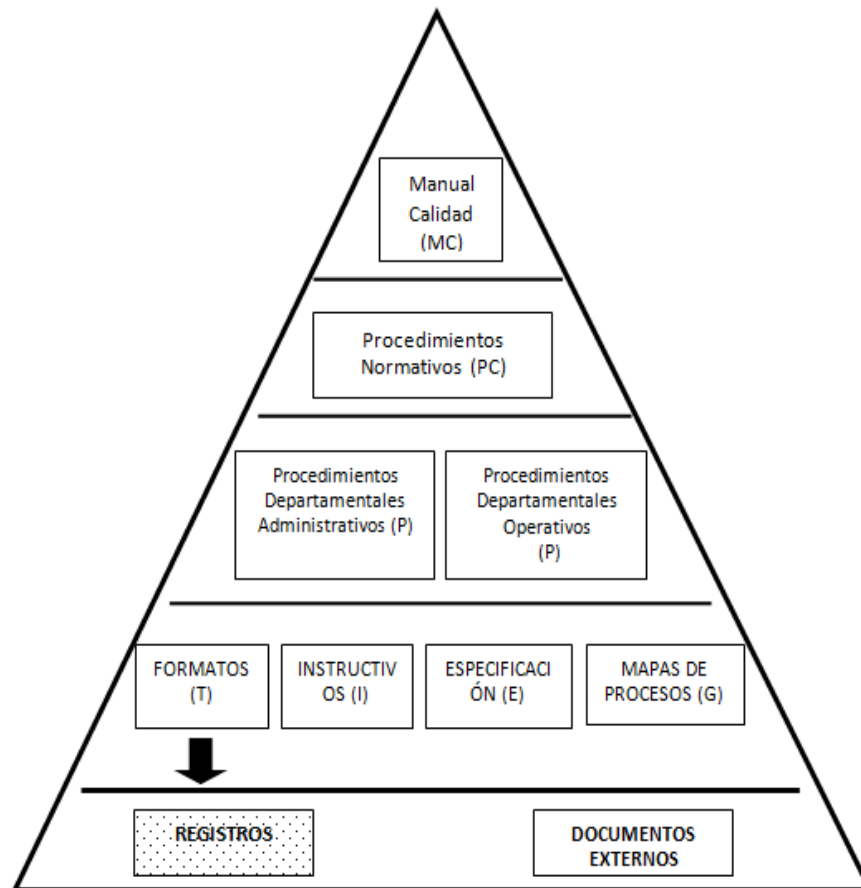 Manual
Calidad
(MC)
Procedimientos
Normativos (PC)
Procedimientos
Departamentales
Administrativos (P)
Procedimientos
Departamentales
Operativos
(P)
FORMATOS
(T)
INSTRUCTIV
OS (I)
ESPECIFICACI
ÓN (E)
MAPAS DE
PROCESOS (G)
REGISTROS
DOCUMENTOS
EXTERNOS